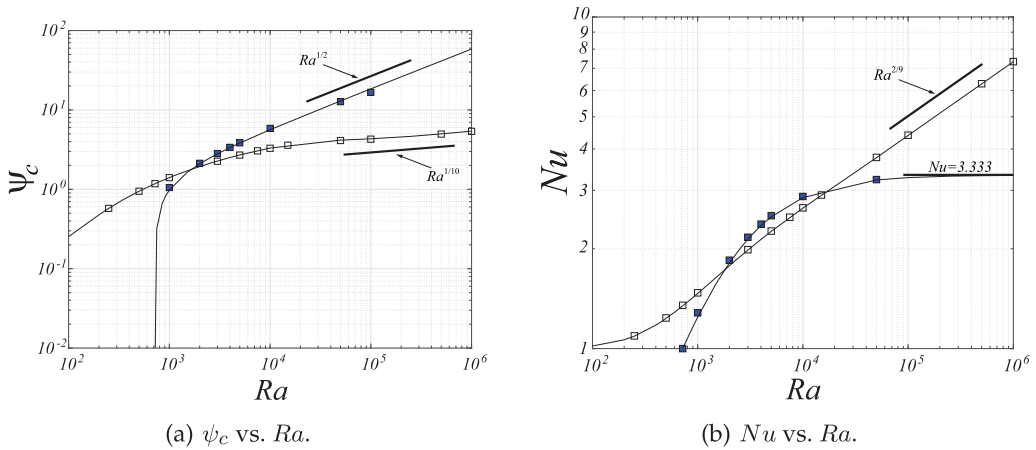 10^2
10^1
10^0
10^-1
10^-2
ψc
Ra^1/2
Ra^1/10
10^2 10^3 10^4 10^5 10^6
Ra
(a) ψc vs. Ra.
10
9
8
7
6
5
4
3
2
1
Nu
Ra^2/9
Nu=3.333
10^2 10^3 10^4 10^5 10^6
Ra
(b) Nu vs. Ra.